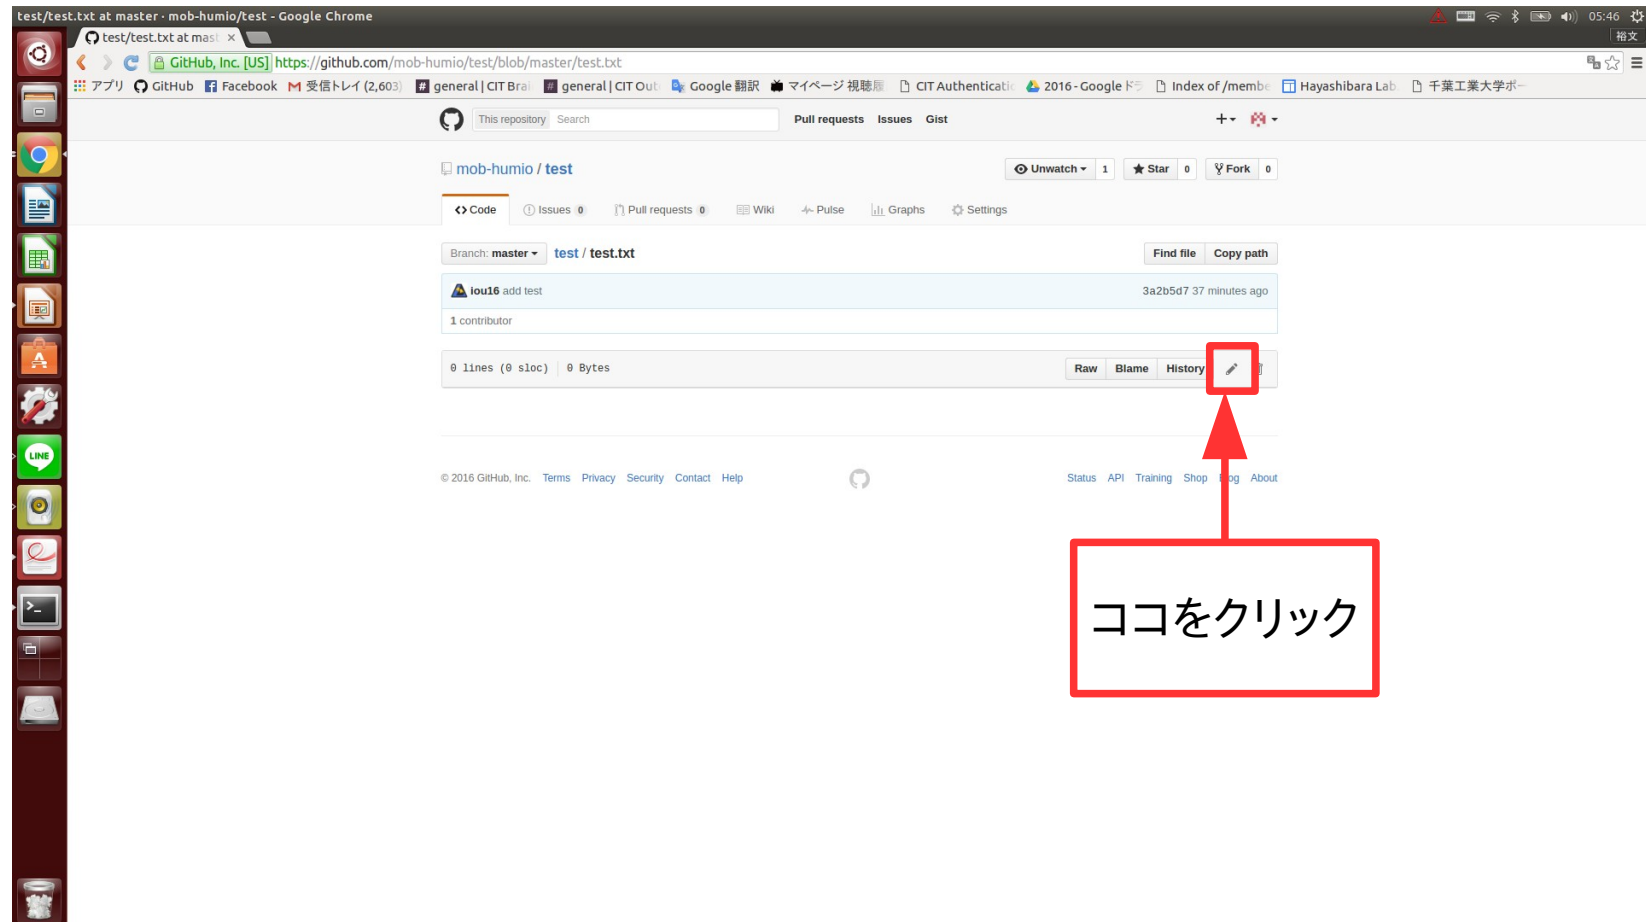 test/test.txt at master · mob-humio/test - Google Chrome
05:46
test/test.txt at mast
裕文
GitHub, Inc. [US] https://github.com/mob-humio/test/blob/master/test.txt
アプリ GitHub Facebook 受信トレイ (2,603) general | CIT Brai general | CIT Out Google 翻訳 マイページ 視聴履 CIT Authenticatic 2016 - Google ドラ Index of /membe Hayashibara Lab. 千葉工業大学ポー
This repository Search Pull requests Issues Gist
mob-humio / test Unwatch 1 Star 0 Fork 0
Code Issues 0 Pull requests 0 Wiki Pulse Graphs Settings
Branch: master test / test.txt Find file Copy path
iou16 add test 3a2b5d7 37 minutes ago
1 contributor
0 lines (0 sloc) 0 Bytes Raw Blame History
© 2016 GitHub, Inc. Terms Privacy Security Contact Help Status API Training Shop Blog About
LINE
ココをクリック